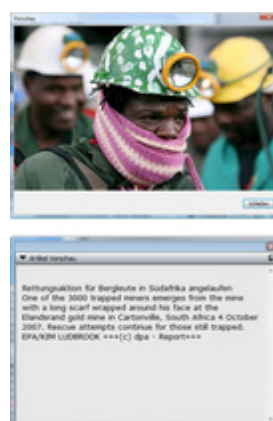 Vorschau
Schließen
Artikel Vorschau
Rettungsaktion für Bergleute in Südafrika angelaufen
One of the 3000 trapped miners emerges from the mine
with a long scarf wrapped around his face at the
Elandsrand gold mine in Cartonville, South Africa 4 October
2007. Rescue attempts continue for those still trapped.
EPA/KIM LUDBROOK +++(c) dpa - Report+++